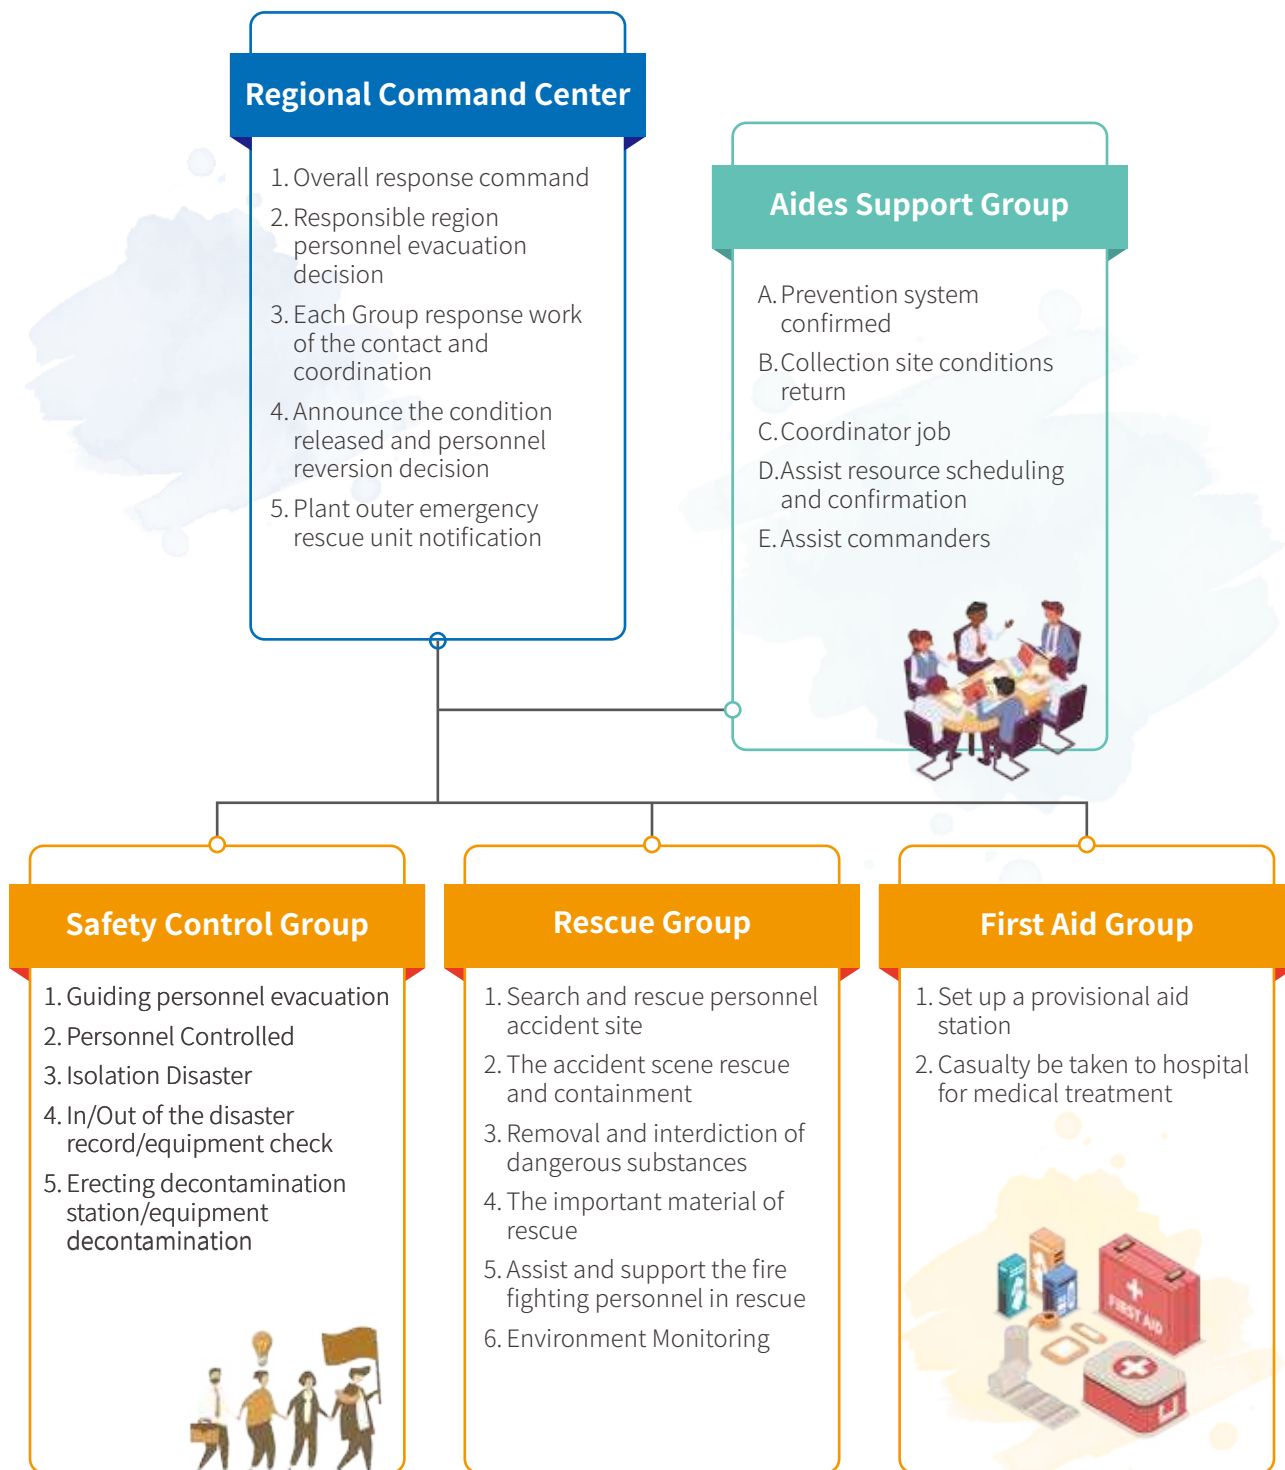 Regional Command Center
1. Overall response command
2. Responsible region
personnel evacuation
decision
3. Each Group response work
of the contact and
coordination
4. Announce the condition
released and personnel
reversion decision
5. Plant outer emergency
rescue unit notification
Aides Support Group
A. Prevention system
confirmed
B. Collection site conditions
return
C. Coordinator job
D. Assist resource scheduling
and confirmation
E. Assist commanders
Safety Control Group
1. Guiding personnel evacuation
2. Personnel Controlled
3. Isolation Disaster
4. In/Out of the disaster
record/equipment check
5. Erecting decontamination
station/equipment
decontamination
Rescue Group
1. Search and rescue personnel
accident site
2. The accident scene rescue
and containment
3. Removal and interdiction of
dangerous substances
4. The important material of
rescue
5. Assist and support the fire
fighting personnel in rescue
6. Environment Monitoring
First Aid Group
1. Set up a provisional aid
station
2. Casualty be taken to hospital
for medical treatment
FIRST AID